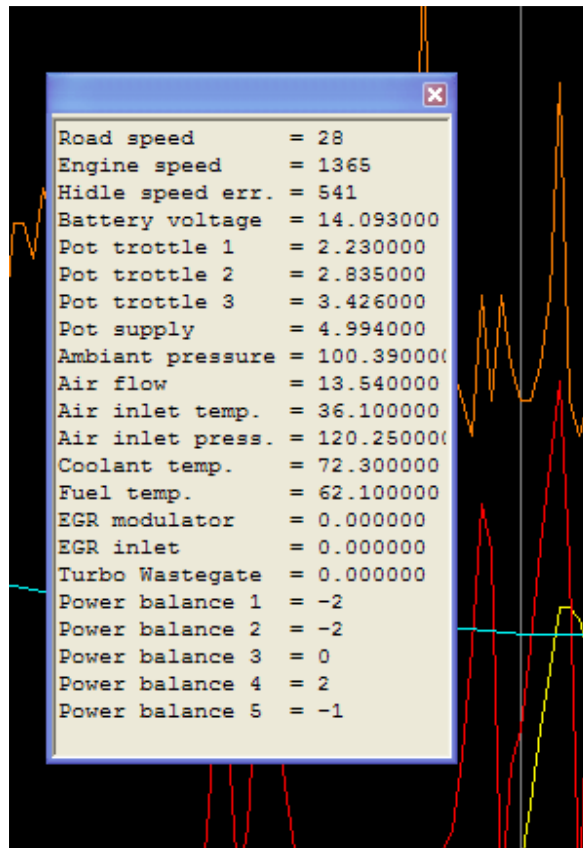 Road speed = 28
Engine speed = 1365
Hidle speed err. = 541
Battery voltage = 14.093000
Pot trottle 1 = 2.230000
Pot trottle 2 = 2.835000
Pot trottle 3 = 3.426000
Pot supply = 4.994000
Ambiant pressure = 100.390000
Air flow = 13.540000
Air inlet temp. = 36.100000
Air inlet press. = 120.250000
Coolant temp. = 72.300000
Fuel temp. = 62.100000
EGR modulator = 0.000000
EGR inlet = 0.000000
Turbo Wastegate = 0.000000
Power balance 1 = -2
Power balance 2 = -2
Power balance 3 = 0
Power balance 4 = 2
Power balance 5 = -1